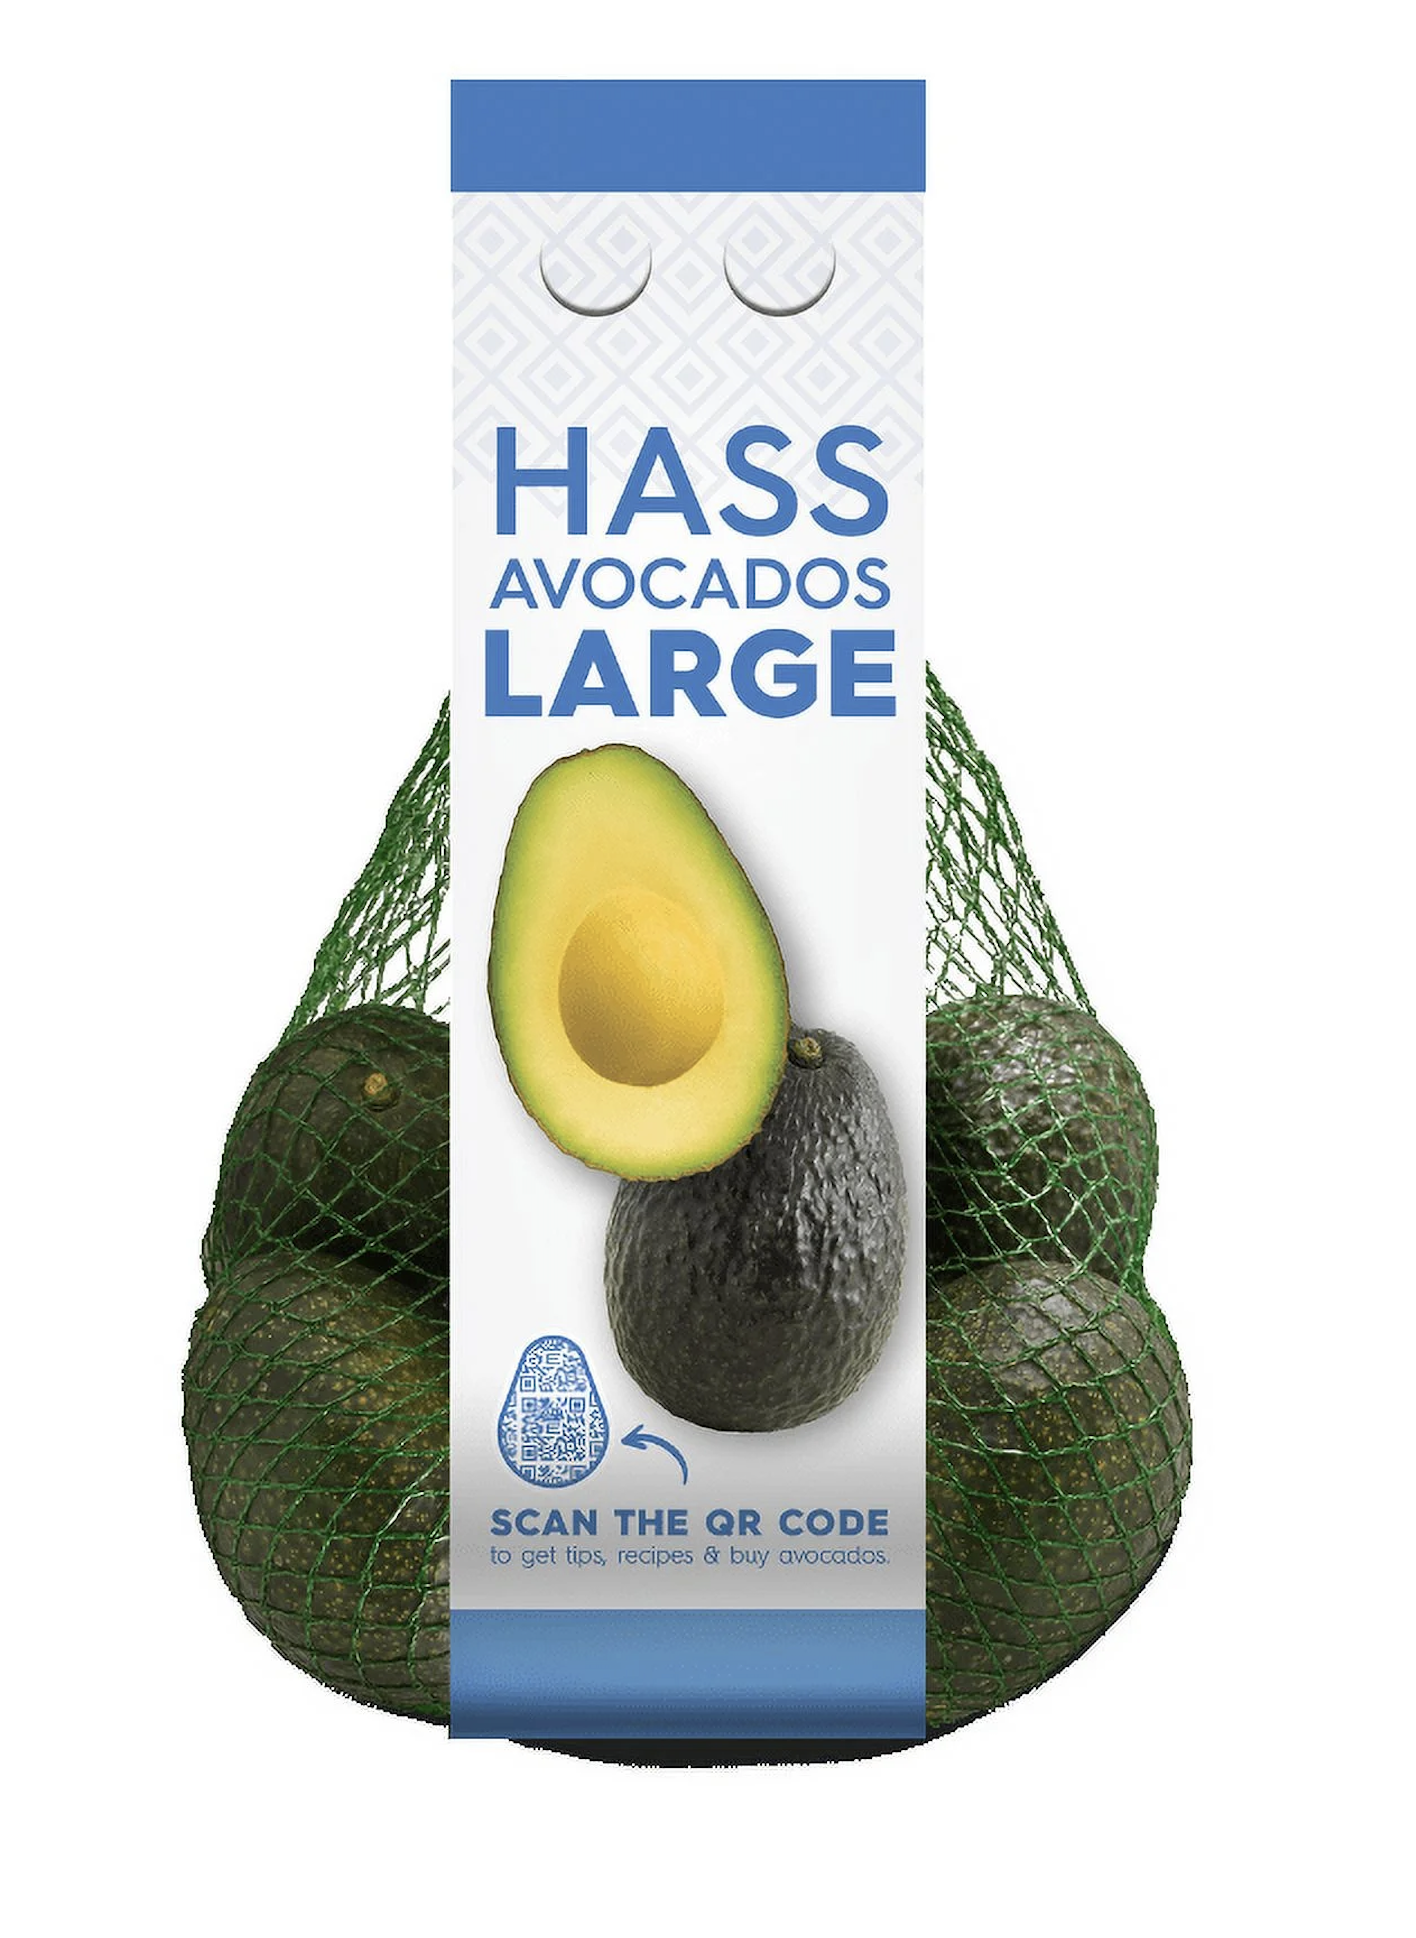 HASS
AVOCADOS
LARGE
SCAN THE QR CODE
to get tips, recipes & buy avocados.